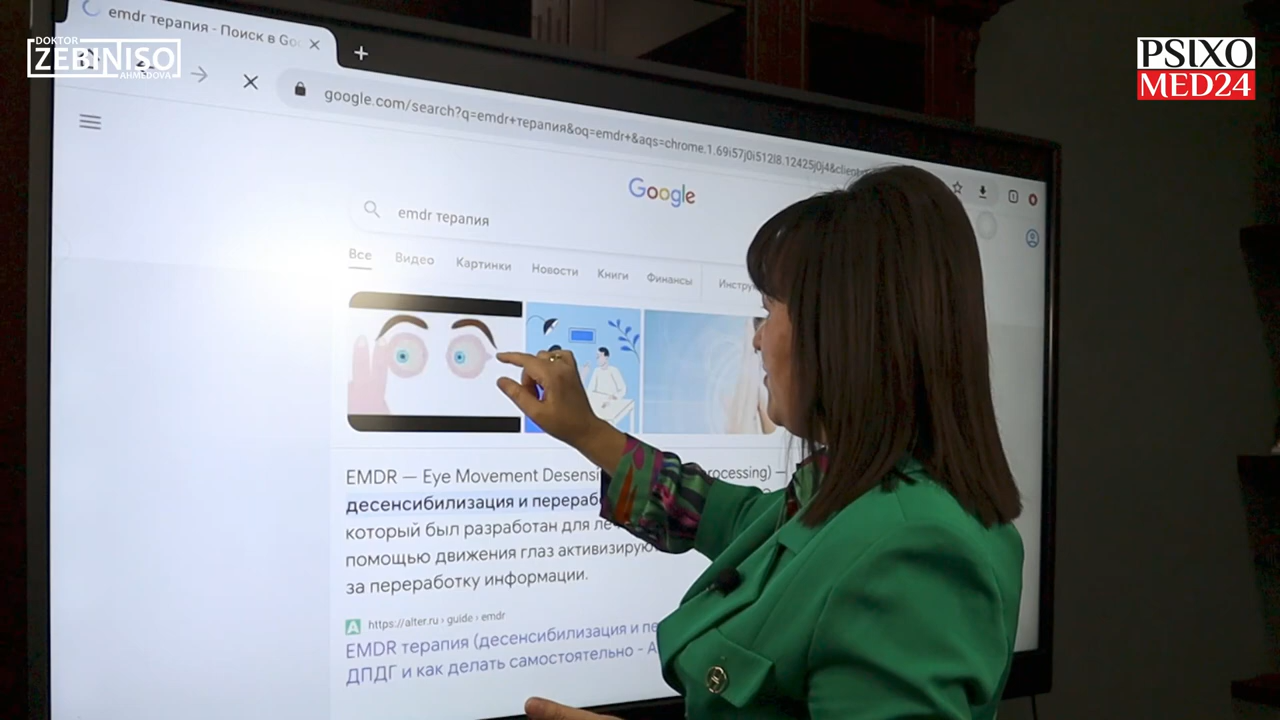 emdr терапия - Поиск в Goo
DOKTOR
ZEBINISO
AHMEDOVA
PSIXO
MED24
google.com/search?q=emdr+терапия&oq=emdr+&aqs=chrome.1.69i57j0i512l8.12425j0j4&client
Google
emdr терапия
Все Видео Картинки Новости Книги Финансы Инстру
EMDR — Eye Movement Desensi rocessing) —
десенсибилизация и перерабо
который был разработан для ле
помощью движения глаз активизирую
за переработку информации.
https://alter.ru › guide › emdr
EMDR терапия (десенсибилизация и пе
ДПДГ и как делать самостоятельно - A